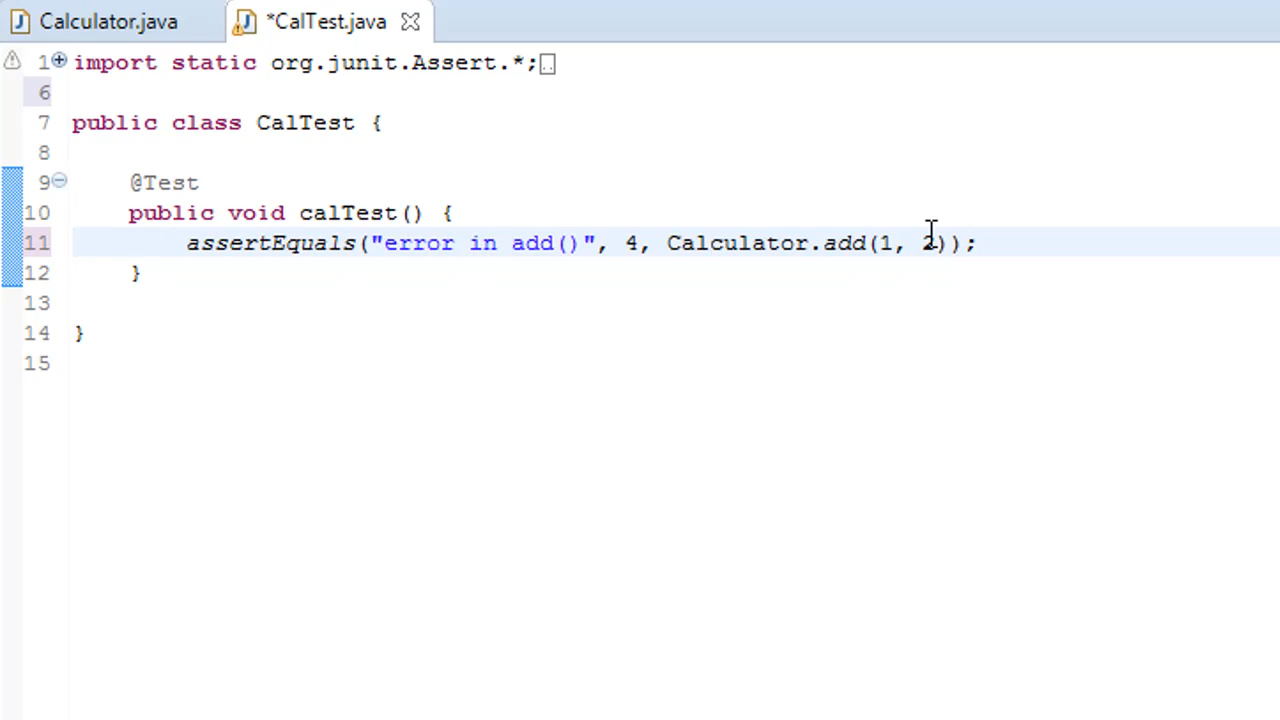 Calculator.java *CalTest.java
1 import static org.junit.Assert.*;
6
7 public class CalTest {
8
9 @Test
10 public void calTest() {
11 assertEquals("error in add()", 4, Calculator.add(1, 2));
12 }
13
14 }
15